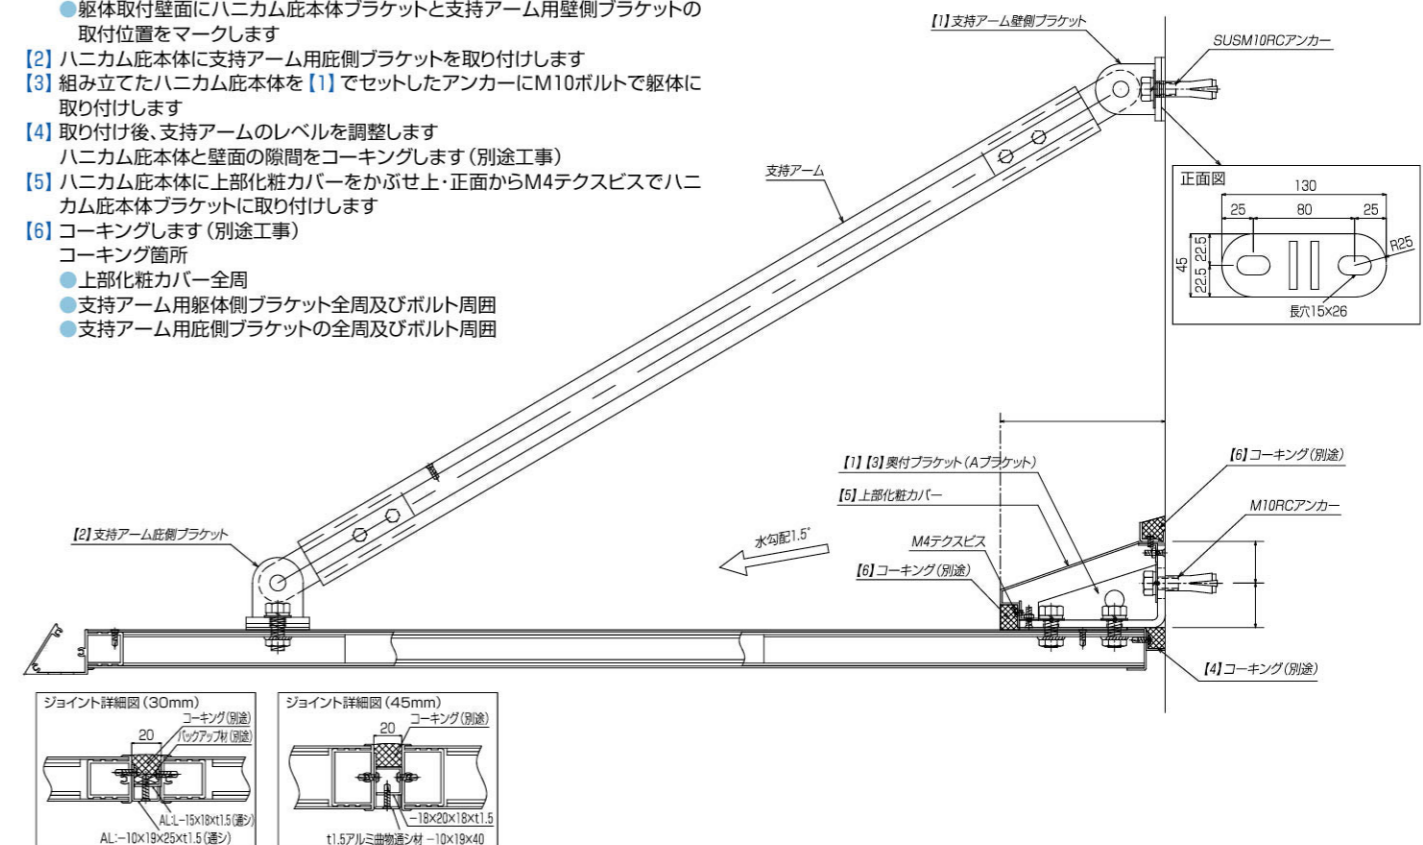 ●躯体取付壁面にハニカム庇本体ブラケットと支持アーム用壁側ブラケットの
取付位置をマークします
【2】ハニカム庇本体に支持アーム用庇側ブラケットを取り付けします
【3】組み立てたハニカム庇本体を【1】でセットしたアンカーにM10ボルトで躯体に
取り付けします
【4】取り付け後、支持アームのレベルを調整します
ハニカム庇本体と壁面の隙間をコーキングします(別途工事)
【5】ハニカム庇本体に上部化粧カバーをかぶせ上・正面からM4テクスビスでハニ
カム庇本体ブラケットに取り付けします
【6】コーキングします(別途工事)
コーキング箇所
●上部化粧カバー全周
●支持アーム用躯体側ブラケット全周及びボルト周囲
●支持アーム用庇側ブラケットの全周及びボルト周囲
【1】支持アーム壁側ブラケット
SUSM10RCアンカー
支持アーム
正面図
130
25
80
25
45
22.5
22.5
R25
長穴15×26
【1】【3】奥付ブラケット(Aブラケット)
【5】上部化粧カバー
M4テクスビス
【6】コーキング(別途)
【6】コーキング(別途)
M10RCアンカー
【4】コーキング(別途)
水勾配1.5°
【2】支持アーム庇側ブラケット
ジョイント詳細図(30mm)
コーキング(別途)
20
バックアップ材(別途)
AL:L-15×18×t1.5(通シ)
AL:-10×19×25×t1.5(通シ)
ジョイント詳細図(45mm)
コーキング(別途)
20
-18×20×18×t1.5
t1.5アルミ曲物通シ材 -10×19×40